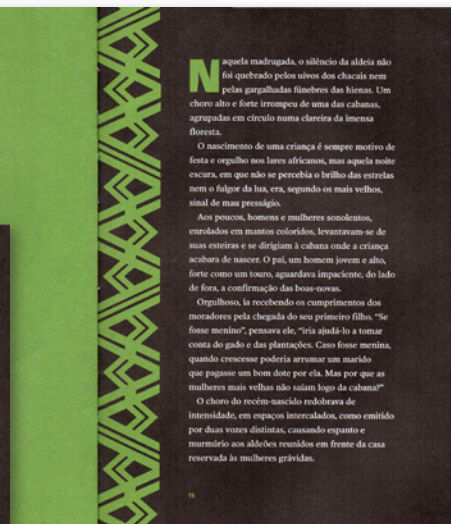 Naquela madrugada, o silêncio da aldeia não
foi quebrado pelos uivos dos chacais nem
pelas gargalhadas fúnebres das hienas. Um
choro alto e forte irrompeu de uma das cabanas,
agrupadas em círculo numa clareira da imensa
floresta.
O nascimento de uma criança é sempre motivo de
festa e orgulho nos lares africanos, mas aquela noite
escura, em que não se percebia o brilho das estrelas
nem o fulgor da lua, era, segundo os mais velhos,
sinal de mau presságio.
Aos poucos, homens e mulheres sonolentos,
enrolados em mantos coloridos, levantavam-se de
suas esteiras e se dirigiam à cabana onde a criança
acabara de nascer. O pai, um homem jovem e alto,
forte como um touro, aguardava impaciente, do lado
de fora, a confirmação das boas-novas.
Orgulhoso, ia recebendo os cumprimentos dos
moradores pela chegada do seu primeiro filho. “Se
fosse menino”, pensava ele, “iria ajudá-lo a tomar
conta do gado e das plantações. Caso fosse menina,
quando crescesse poderia arrumar um marido
que pagasse um bom dote por ela. Mas por que as
mulheres mais velhas não saíam logo da cabana?”
O choro do recém-nascido redobrava de
intensidade, em espaços intercalados, como emitido
por duas vozes distintas, causando espanto e
murmúrio aos aldeões reunidos em frente da casa
reservada às mulheres grávidas.